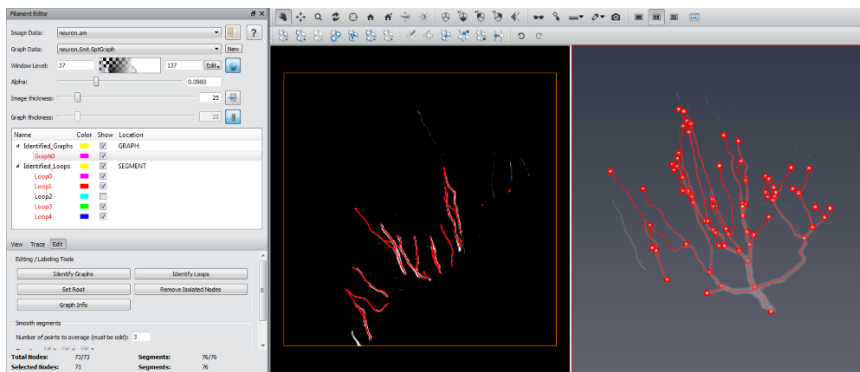 Filament Editor
Image Data: neuron.am
Graph Data: neuron.Smt.SptGraph New
Window Level: 37 137 Edit
Alpha: 0.0900
Image thickness: 25
Graph thickness: 25
Name Color Show Location
Identified_Graphs GRAPH
Graph0
Identified_Loops SEGMENT
Loop0
Loop1
Loop2
Loop3
Loop4
View Trace Edit
Editing / Labeling Tools
Identify Graphs Identify Loops
Set Root Remove Isolated Nodes
Graph Info
Smooth segments
Number of points to average (must be odd): 3
Total Nodes: 73/73 Segments: 76/76
Selected Nodes: 73 Segments: 76